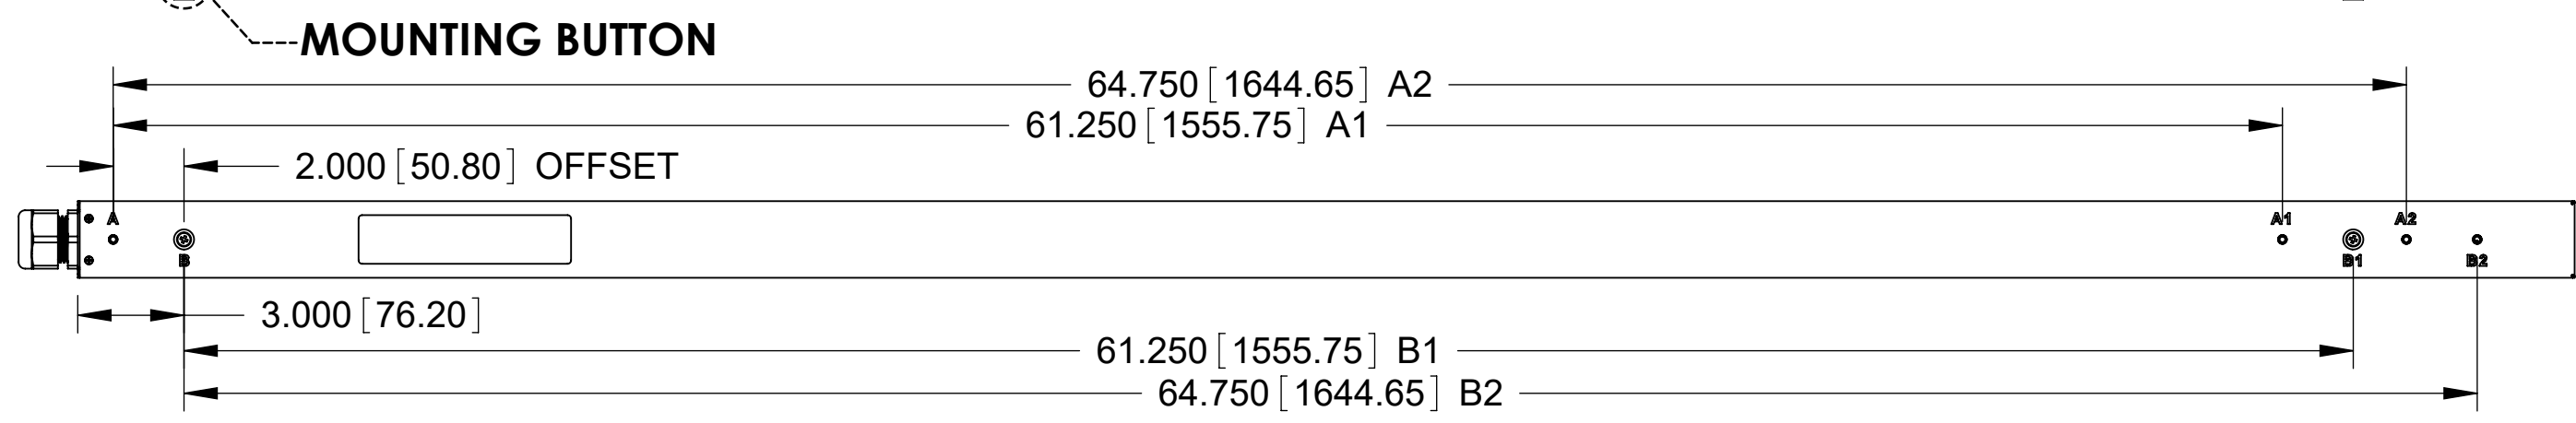 MOUNTING BUTTON
64.750 [1644.65] A2
61.250 [1555.75] A1
2.000 [50.80] OFFSET
A A1 A2
B B1 B2
3.000 [76.20]
61.250 [1555.75] B1
64.750 [1644.65] B2